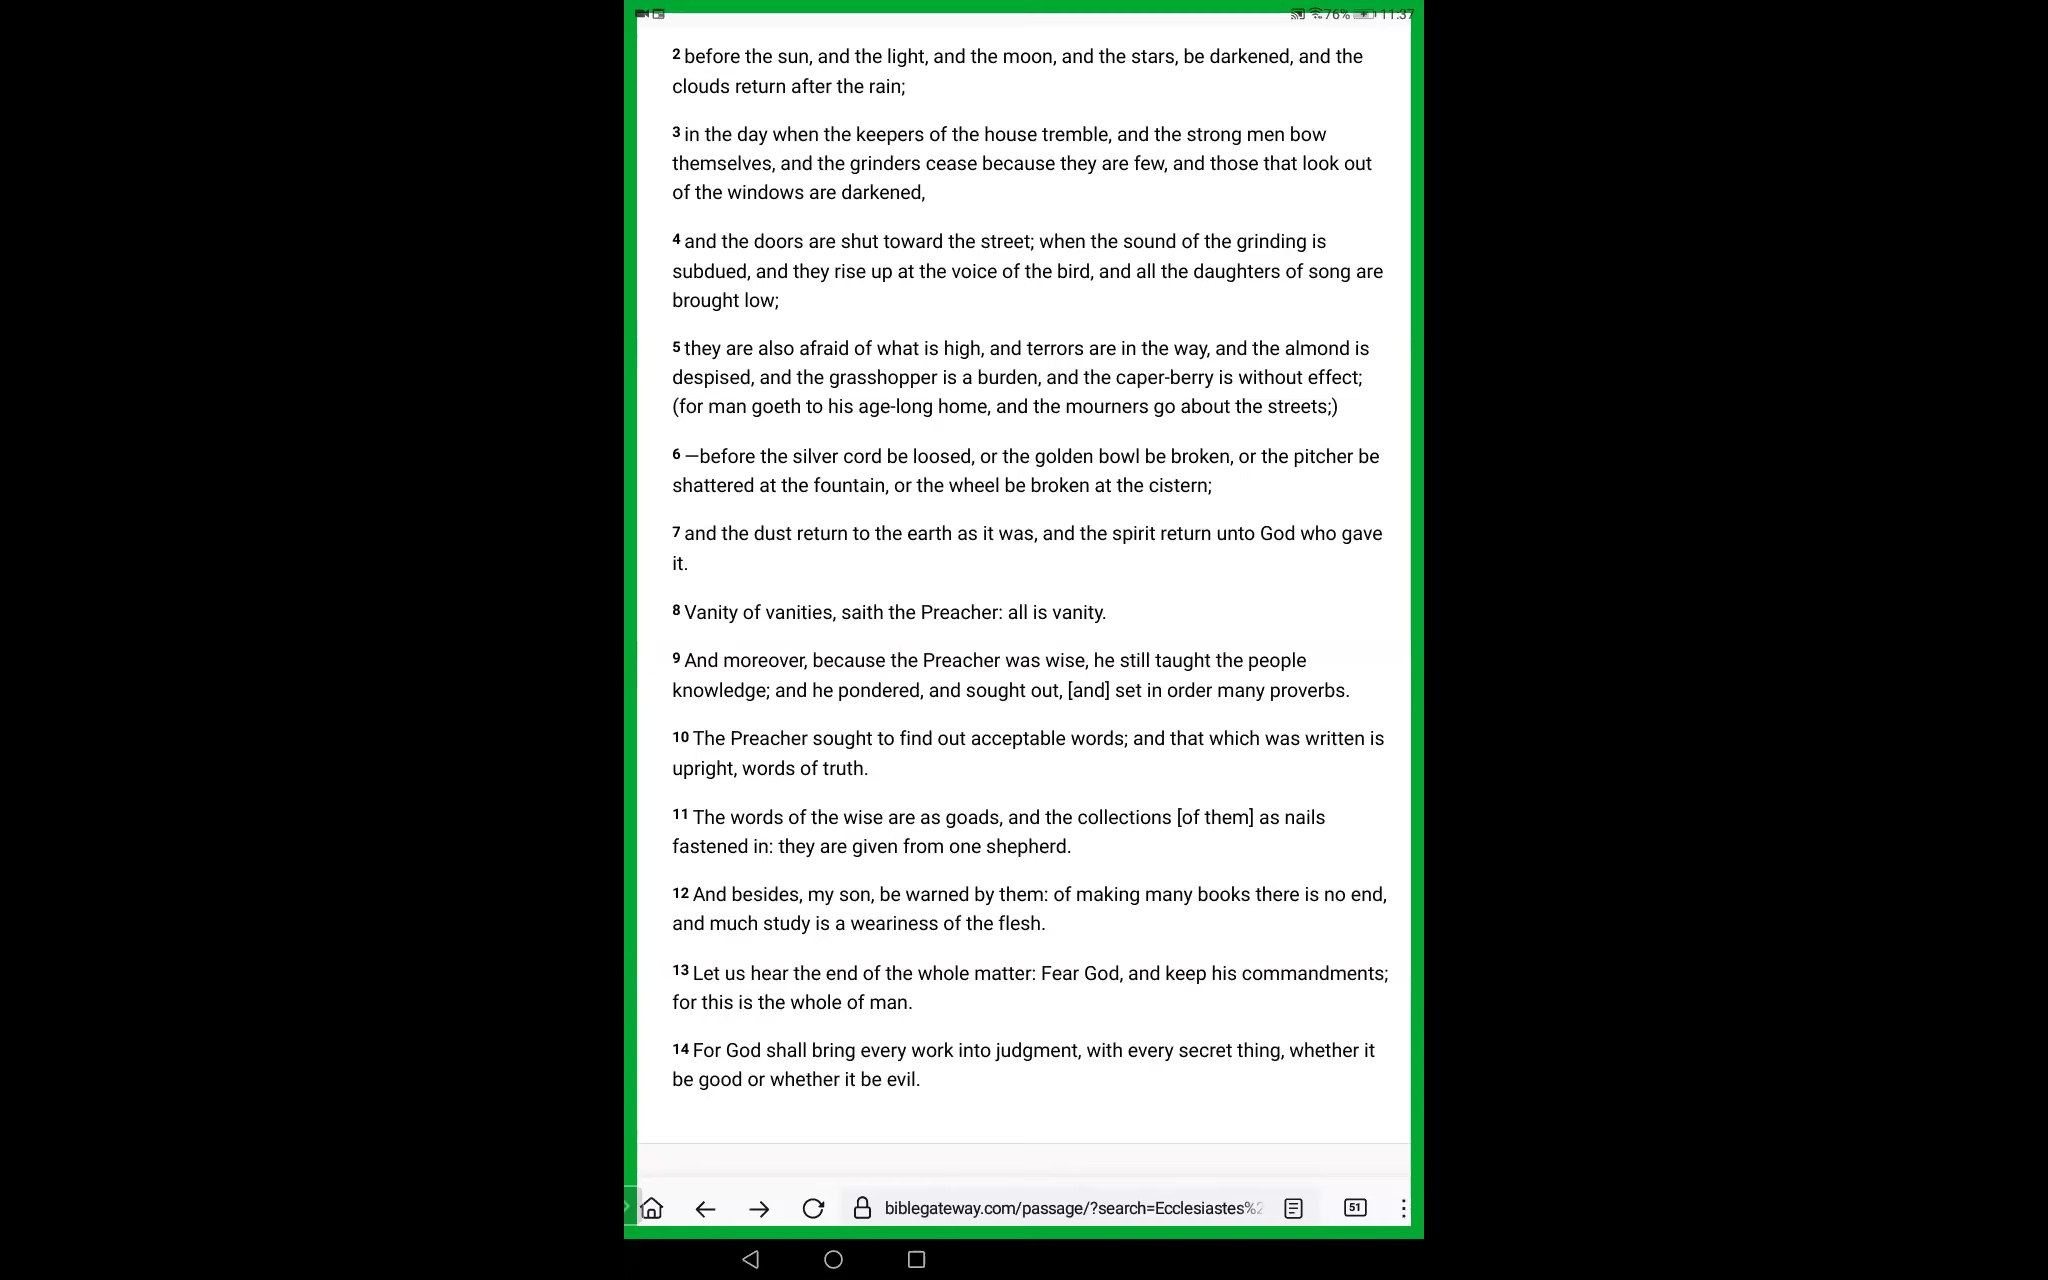 76% 11:37
2 before the sun, and the light, and the moon, and the stars, be darkened, and the
clouds return after the rain;
3 in the day when the keepers of the house tremble, and the strong men bow
themselves, and the grinders cease because they are few, and those that look out
of the windows are darkened,
4 and the doors are shut toward the street; when the sound of the grinding is
subdued, and they rise up at the voice of the bird, and all the daughters of song are
brought low;
5 they are also afraid of what is high, and terrors are in the way, and the almond is
despised, and the grasshopper is a burden, and the caper-berry is without effect;
(for man goeth to his age-long home, and the mourners go about the streets;)
6 —before the silver cord be loosed, or the golden bowl be broken, or the pitcher be
shattered at the fountain, or the wheel be broken at the cistern;
7 and the dust return to the earth as it was, and the spirit return unto God who gave
it.
8 Vanity of vanities, saith the Preacher: all is vanity.
9 And moreover, because the Preacher was wise, he still taught the people
knowledge; and he pondered, and sought out, [and] set in order many proverbs.
10 The Preacher sought to find out acceptable words; and that which was written is
upright, words of truth.
11 The words of the wise are as goads, and the collections [of them] as nails
fastened in: they are given from one shepherd.
12 And besides, my son, be warned by them: of making many books there is no end,
and much study is a weariness of the flesh.
13 Let us hear the end of the whole matter: Fear God, and keep his commandments;
for this is the whole of man.
14 For God shall bring every work into judgment, with every secret thing, whether it
be good or whether it be evil.
biblegateway.com/passage/?search=Ecclesiastes%2 51